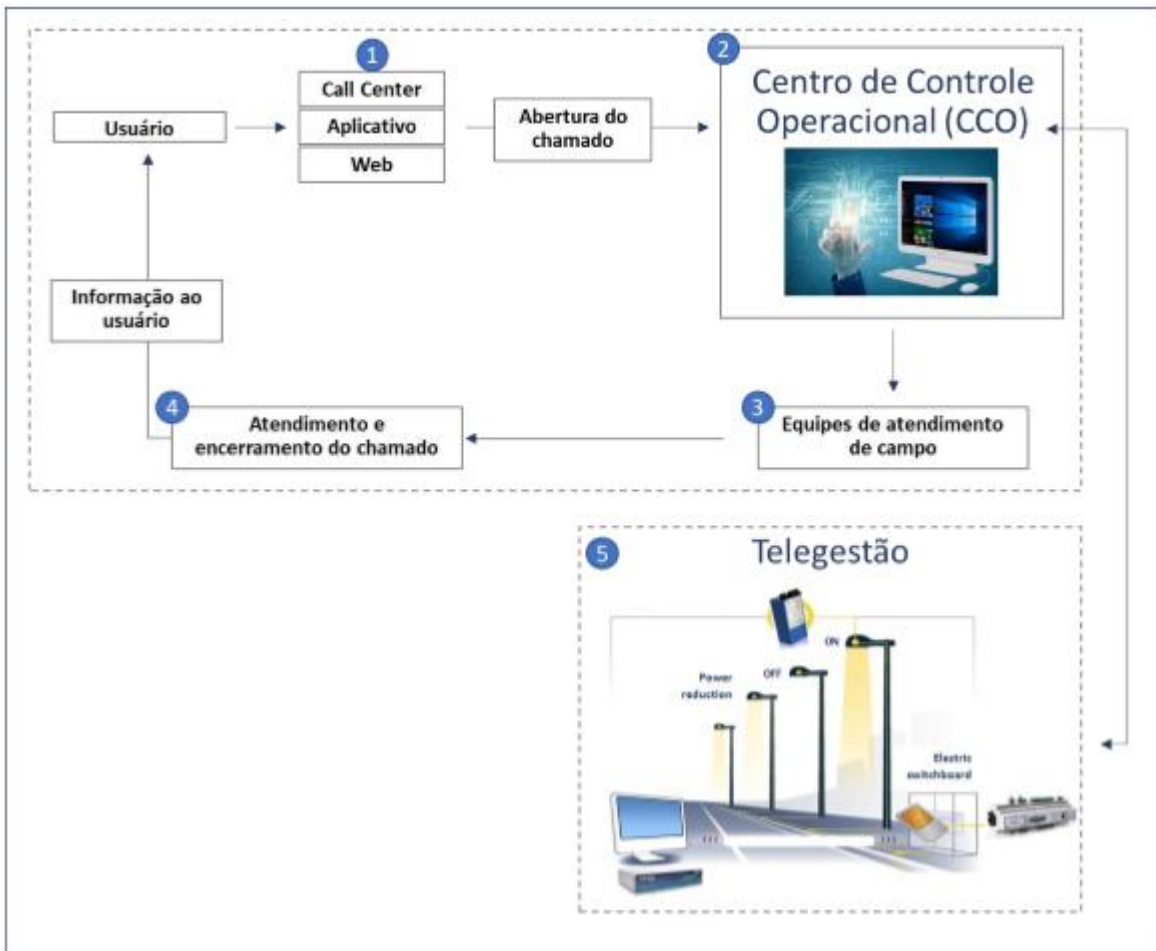 1
Call Center
Aplicativo
Web
Usuário
Abertura do
chamado
2
Centro de Controle
Operacional (CCO)
Informação ao
usuário
4
Atendimento e
encerramento do chamado
3
Equipes de atendimento
de campo
5
Telegestão
ON
OFF
Power
reduction
Electric
switchboard